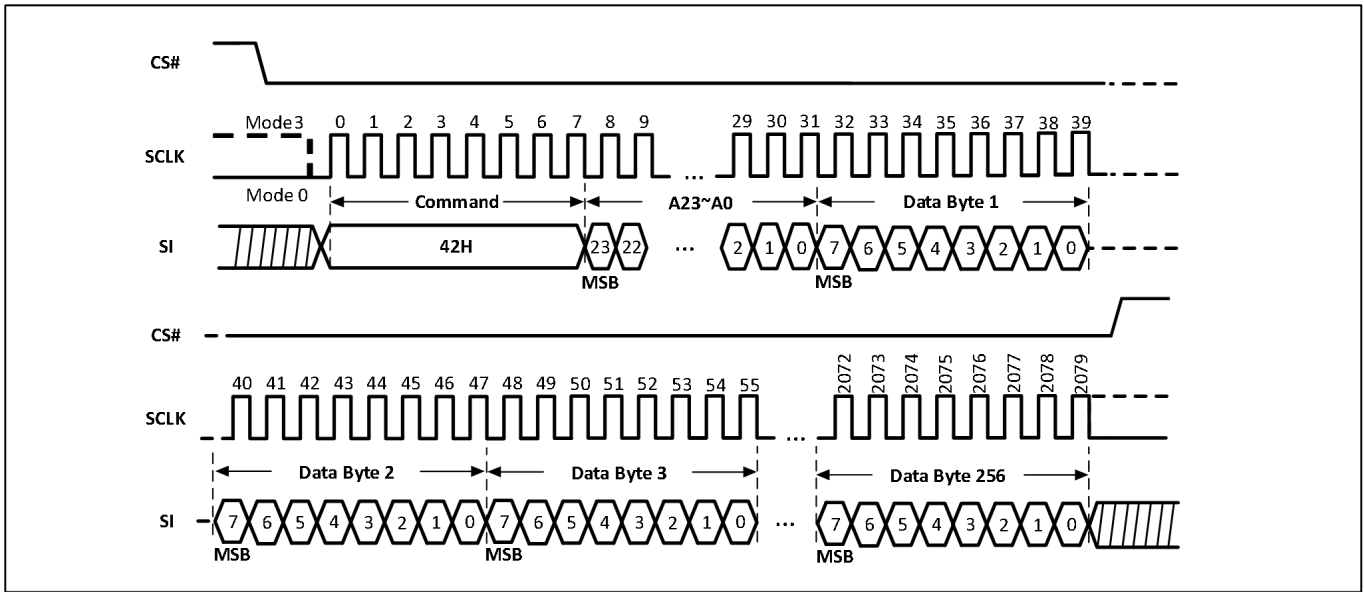 CS#
Mode 3 0 1 2 3 4 5 6 7 8 9 29 30 31 32 33 34 35 36 37 38 39
SCLK ...
Mode 0 Command A23~A0 Data Byte 1
SI 42H 23 22 ... 2 1 0 7 6 5 4 3 2 1 0
MSB MSB
CS#
40 41 42 43 44 45 46 47 48 49 50 51 52 53 54 55 2072 2073 2074 2075 2076 2077 2078 2079
SCLK ...
Data Byte 2 Data Byte 3 Data Byte 256
SI 7 6 5 4 3 2 1 0 7 6 5 4 3 2 1 0 ... 7 6 5 4 3 2 1 0
MSB MSB MSB